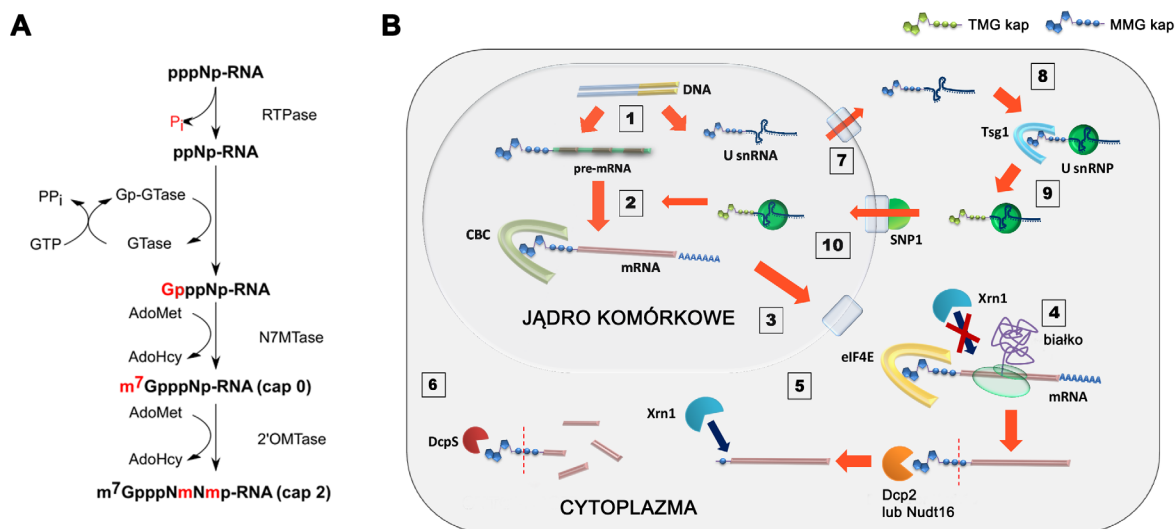 A
pppNp-RNA
Pi
RTPase
ppNp-RNA
PPi
Gp-GTase
GTP
GTase
GpppNp-RNA
AdoMet
N7MTase
AdoHcy
m7GpppNp-RNA (cap 0)
AdoMet
2'OMTase
AdoHcy
m7GpppNmNmp-RNA (cap 2)
B
TMG kap
MMG kap
DNA
1
pre-mRNA
U snRNA
7
8
Tsg1
U snRNP
9
2
CBC
mRNA
AAAAAAA
10
SNP1
JĄDRO KOMÓRKOWE
3
Xrn1
4
białko
eIF4E
AAAAAAA
mRNA
5
6
Xrn1
DcpS
Dcp2
lub Nudt16
CYTOPLAZMA